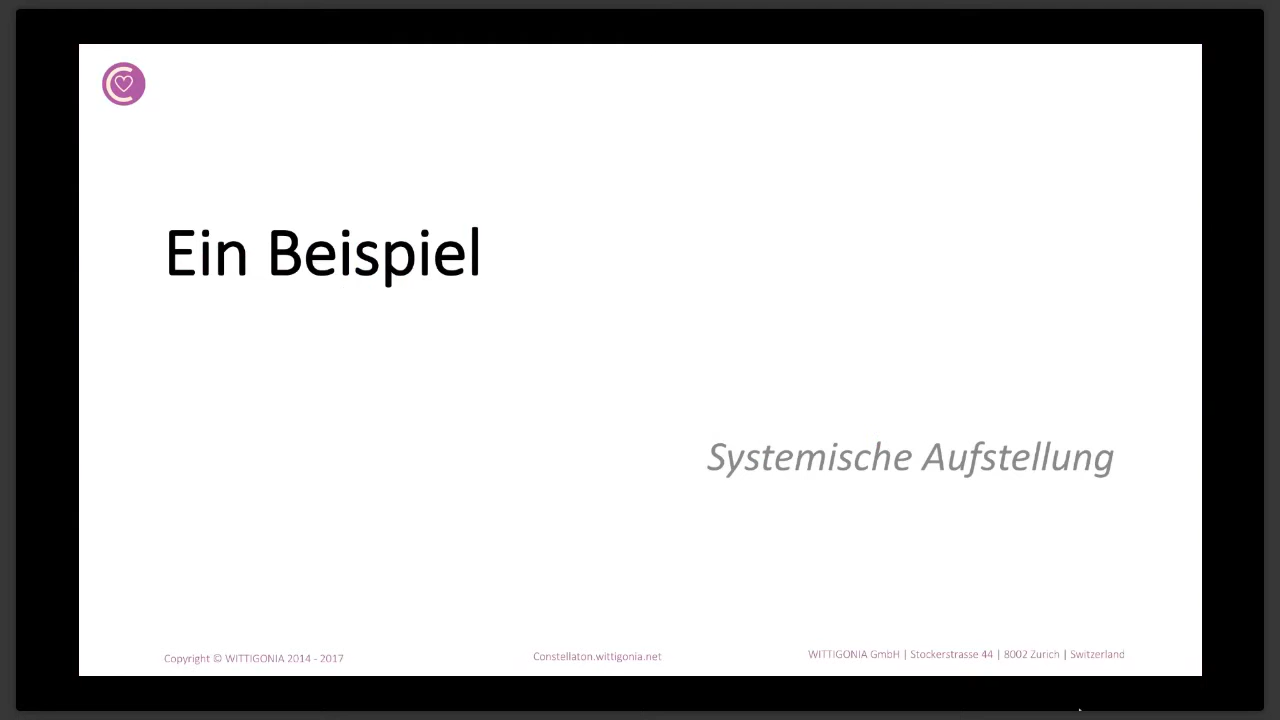 Ein Beispiel
Systemische Aufstellung
Copyright © WITTIGONIA 2014 - 2017
Constellaton.wittigonia.net
WITTIGONIA GmbH | Stockerstrasse 44 | 8002 Zurich | Switzerland